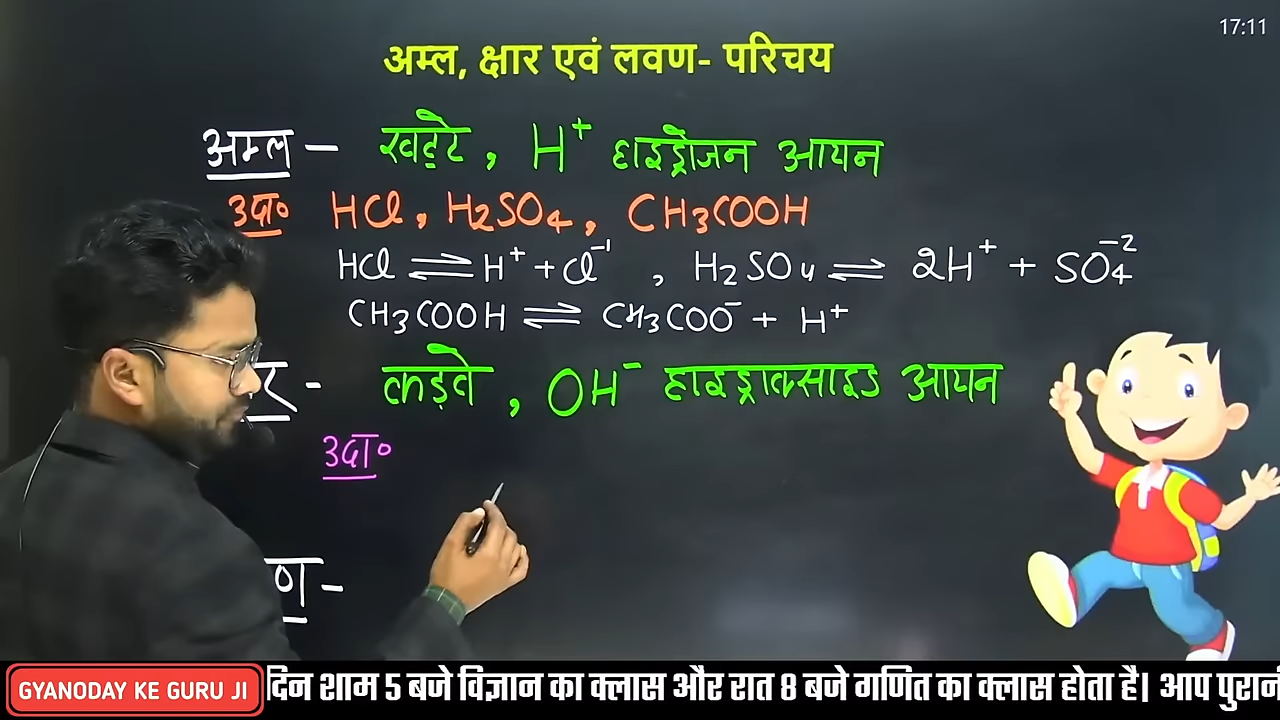 17:11
अम्ल, क्षार एवं लवण- परिचय
अम्ल - खट्टे, H⁺ हाइड्रोजन आयन
उदा० HCl, H₂SO₄, CH₃COOH
HCl ⇌ H⁺ + Cl⁻¹, H₂SO₄ ⇌ 2H⁺ + SO₄⁻²
CH₃COOH ⇌ CH₃COO⁻ + H⁺
र - कड़वे, OH⁻ हाइड्राक्साइड आयन
उदा०
ण -
GYANODAY KE GURU JI दिन शाम 5 बजे विज्ञान का क्लास और रात 8 बजे गणित का क्लास होता है। आप पुरानी